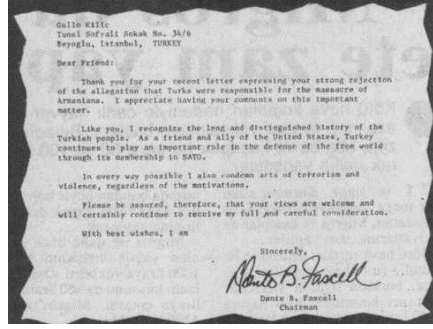 Gullo Kilic
Tunel Sofyali Sokak No. 34/6
Beyoglu, Istanbul, TURKEY
Dear Friend:
Thank you for your recent letter expressing your strong rejection
of the allegation that Turks were responsible for the massacre of
Armenians. I appreciate having your comments on this important
matter.
Like you, I recognize the long and distinguished history of the
Turkish people. As a friend and ally of the United States, Turkey
continues to play an important role in the defense of the free world
through its membership in NATO.
In every way possible I also condemn acts of terrorism and
violence, regardless of the motivations.
Please be assured, therefore, that your views are welcome and
will certainly continue to receive my full and careful consideration.
With best wishes, I am
Sincerely,
Dante B. Fascell
Dante B. Fascell
Chairman